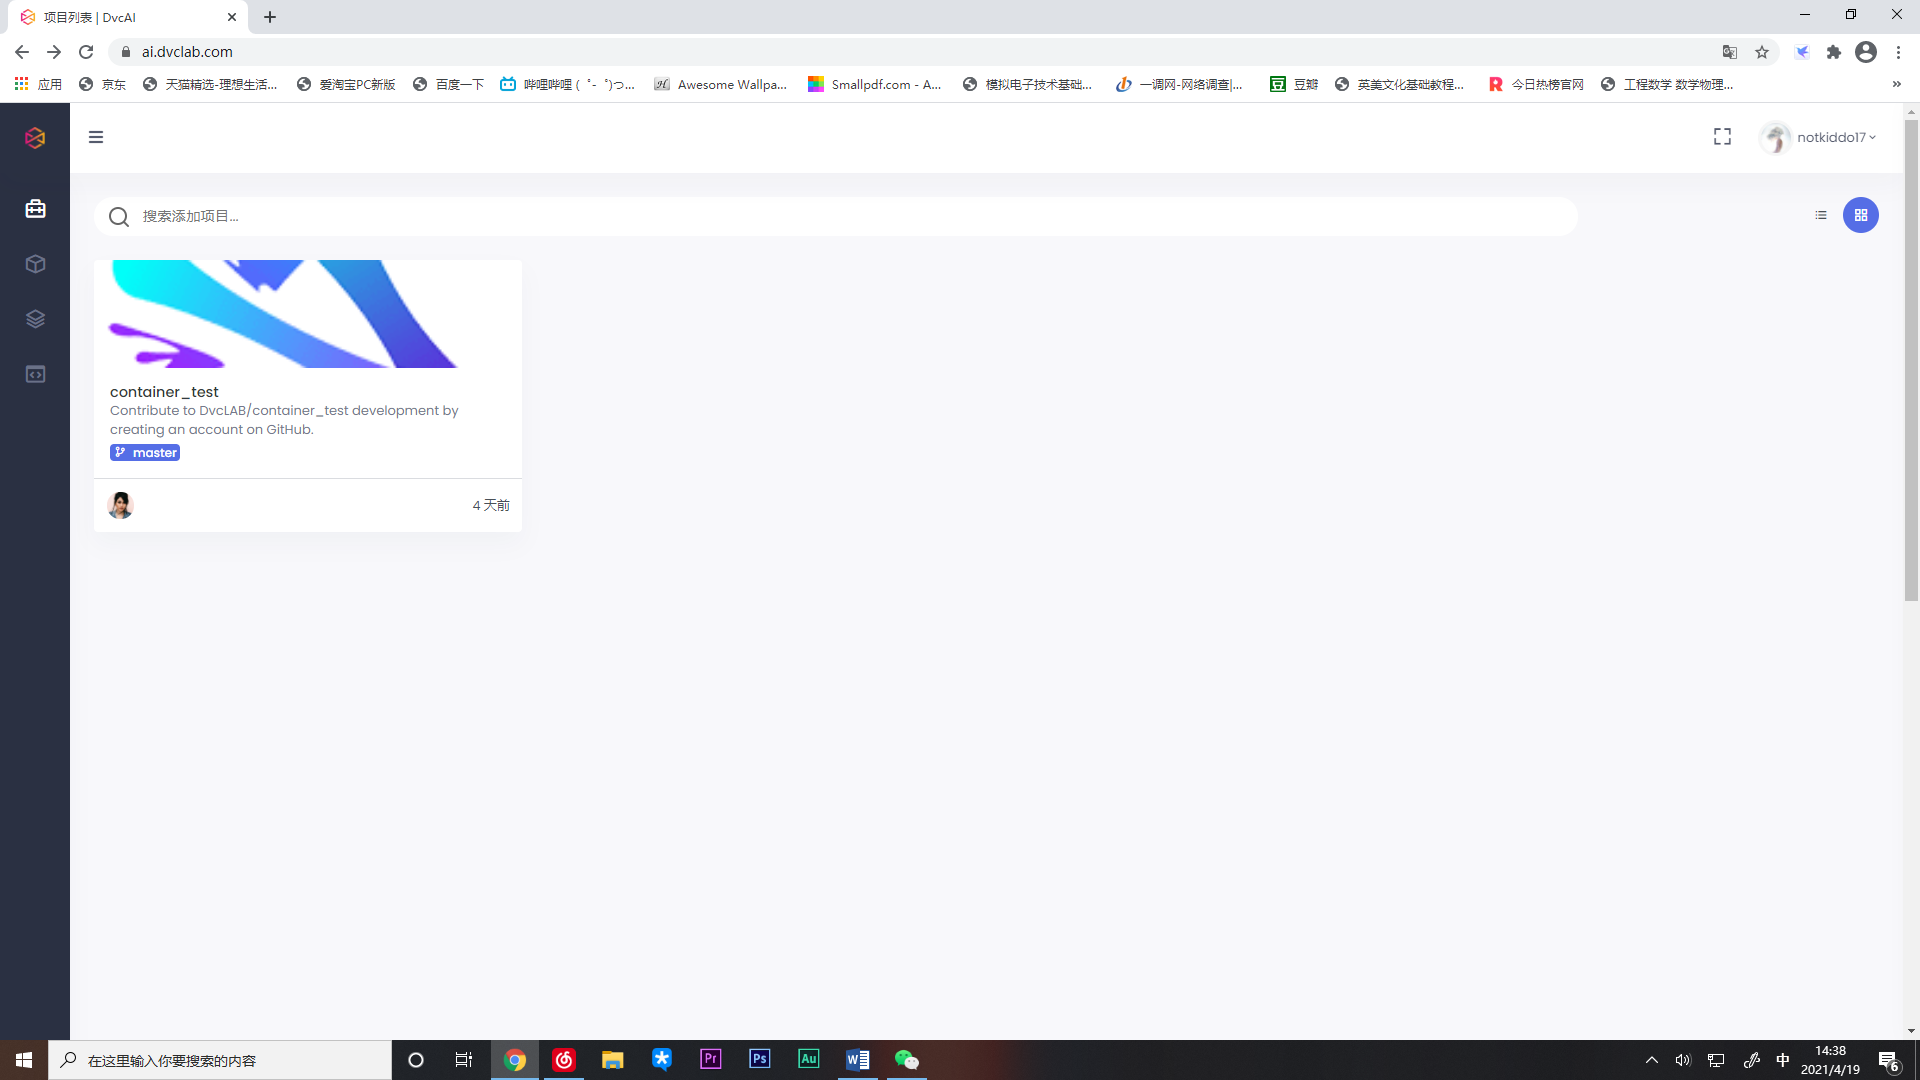 项目列表 | DvcAI
ai.dvclab.com
应用 京东 天猫精选-理想生活... 爱淘宝PC新版 百度一下 哔哩哔哩 (゜-゜)つ... Awesome Wallpa... Smallpdf.com - A... 模拟电子技术基础... 一调网-网络调查|... 豆瓣 英美文化基础教程... 今日热榜官网 工程数学 数学物理... »
notkiddo17
搜索添加项目...
container_test
Contribute to DvcLAB/container_test development by
creating an account on GitHub.
master
4 天前
在这里输入你要搜索的内容
Pr Ps Au W
中
14:38
2021/4/19
6